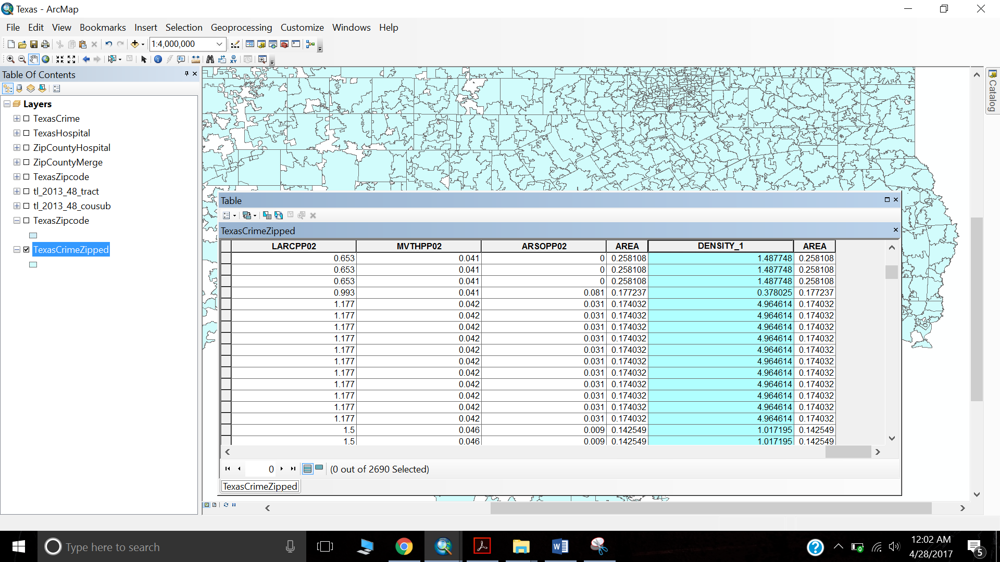 Texas - ArcMap
File Edit View Bookmarks Insert Selection Geoprocessing Customize Windows Help
1:4,000,000
Table Of Contents
Layers
TexasCrime
TexasHospital
ZipCountyHospital
ZipCountyMerge
TexasZipcode
tl_2013_48_tract
tl_2013_48_cousub
TexasZipcode
TexasCrimeZipped
Catalog
Table
TexasCrimeZipped
LARCPP02 MVTHPP02 ARSOPP02 AREA DENSITY_1 AREA
0.653 0.041 0 0.258108 1.487748 0.258108
0.653 0.041 0 0.258108 1.487748 0.258108
0.653 0.041 0 0.258108 1.487748 0.258108
0.993 0.041 0.081 0.177237 0.378025 0.177237
1.177 0.042 0.031 0.174032 4.964614 0.174032
1.177 0.042 0.031 0.174032 4.964614 0.174032
1.177 0.042 0.031 0.174032 4.964614 0.174032
1.177 0.042 0.031 0.174032 4.964614 0.174032
1.177 0.042 0.031 0.174032 4.964614 0.174032
1.177 0.042 0.031 0.174032 4.964614 0.174032
1.177 0.042 0.031 0.174032 4.964614 0.174032
1.177 0.042 0.031 0.174032 4.964614 0.174032
1.177 0.042 0.031 0.174032 4.964614 0.174032
1.177 0.042 0.031 0.174032 4.964614 0.174032
1.177 0.042 0.031 0.174032 4.964614 0.174032
1.5 0.046 0.009 0.142549 1.017195 0.142549
1.5 0.046 0.009 0.142549 1.017195 0.142549
0 (0 out of 2690 Selected)
TexasCrimeZipped
Type here to search
12:02 AM
4/28/2017
5